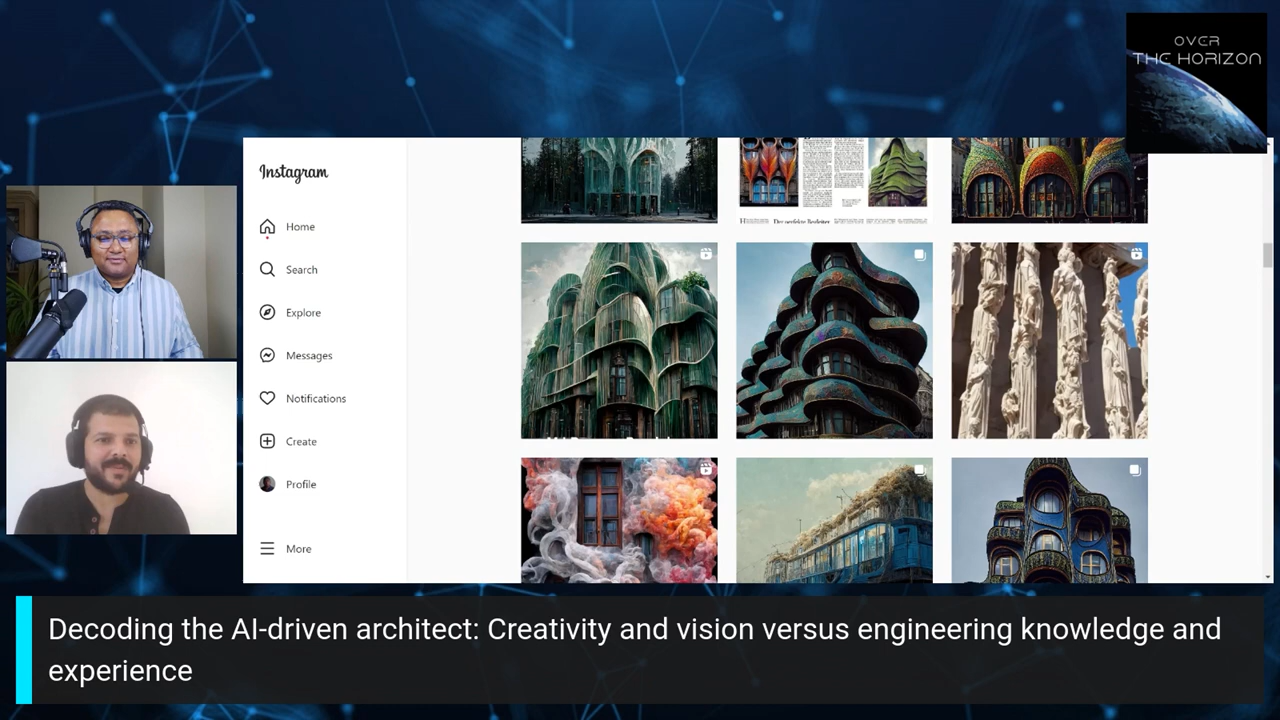 OVER
THE HORIZON
Instagram
Home
Search
Explore
Messages
Notifications
Create
Profile
More
Decoding the AI-driven architect: Creativity and vision versus engineering knowledge and
experience